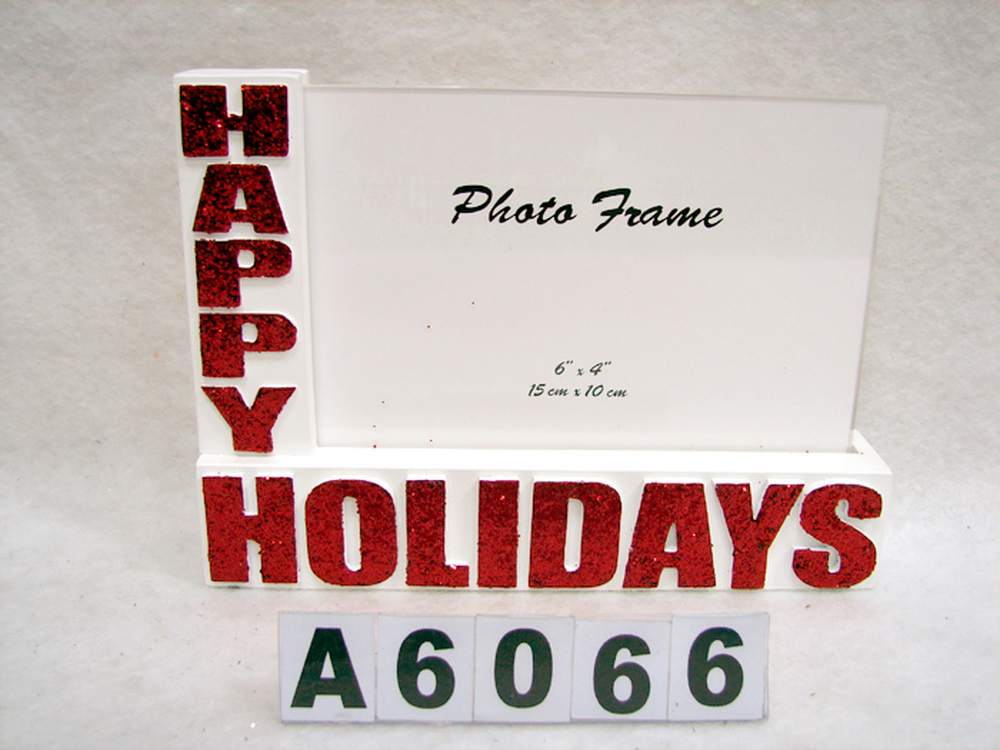 HAPPY
HOLIDAYS
Photo Frame
6" x 4"
15 cm x 10 cm
A6066